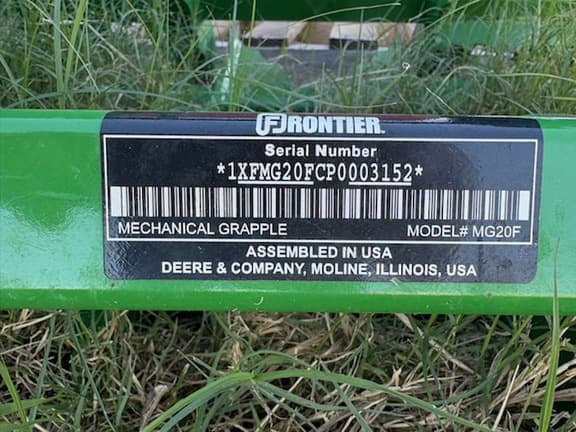 FRONTIER
Serial Number
*1XFMG20FCP0003152*
MECHANICAL GRAPPLE MODEL# MG20F
ASSEMBLED IN USA
DEERE & COMPANY, MOLINE, ILLINOIS, USA